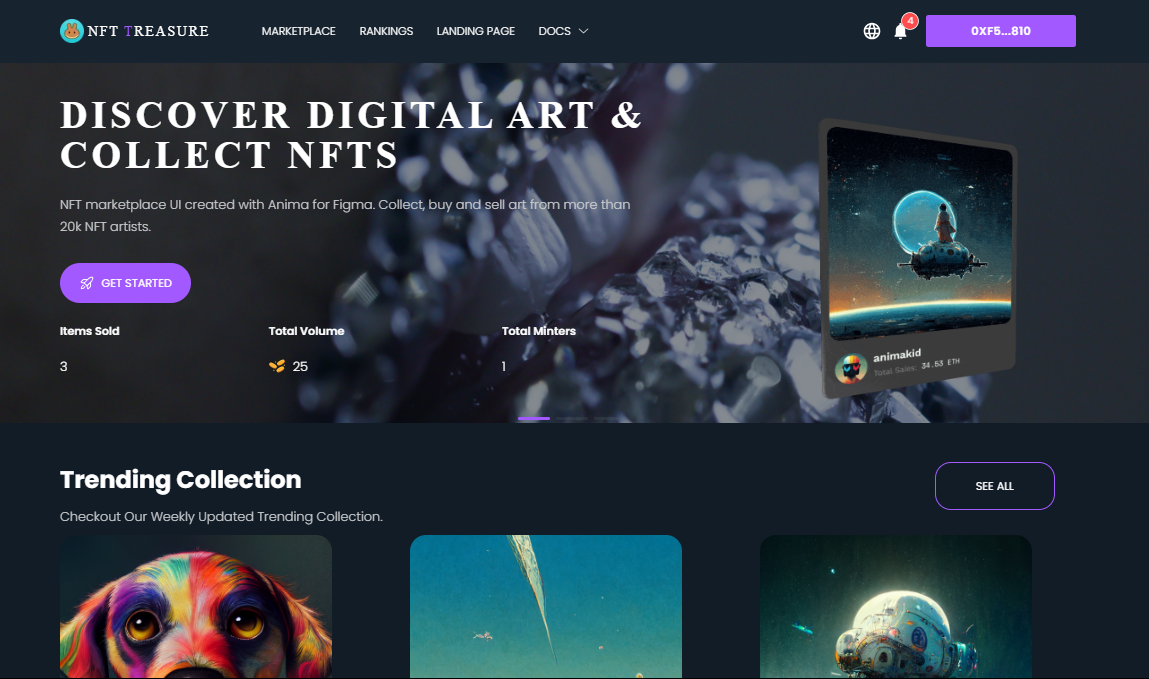 NFT TREASURE
MARKETPLACE
RANKINGS
LANDING PAGE
DOCS
4
0XF5...810
DISCOVER DIGITAL ART &
COLLECT NFTS
NFT marketplace UI created with Anima for Figma. Collect, buy and sell art from more than
20k NFT artists.
GET STARTED
Items Sold
Total Volume
Total Minters
3
25
1
animakid
Total Sales: 34.53 ETH
Trending Collection
SEE ALL
Checkout Our Weekly Updated Trending Collection.